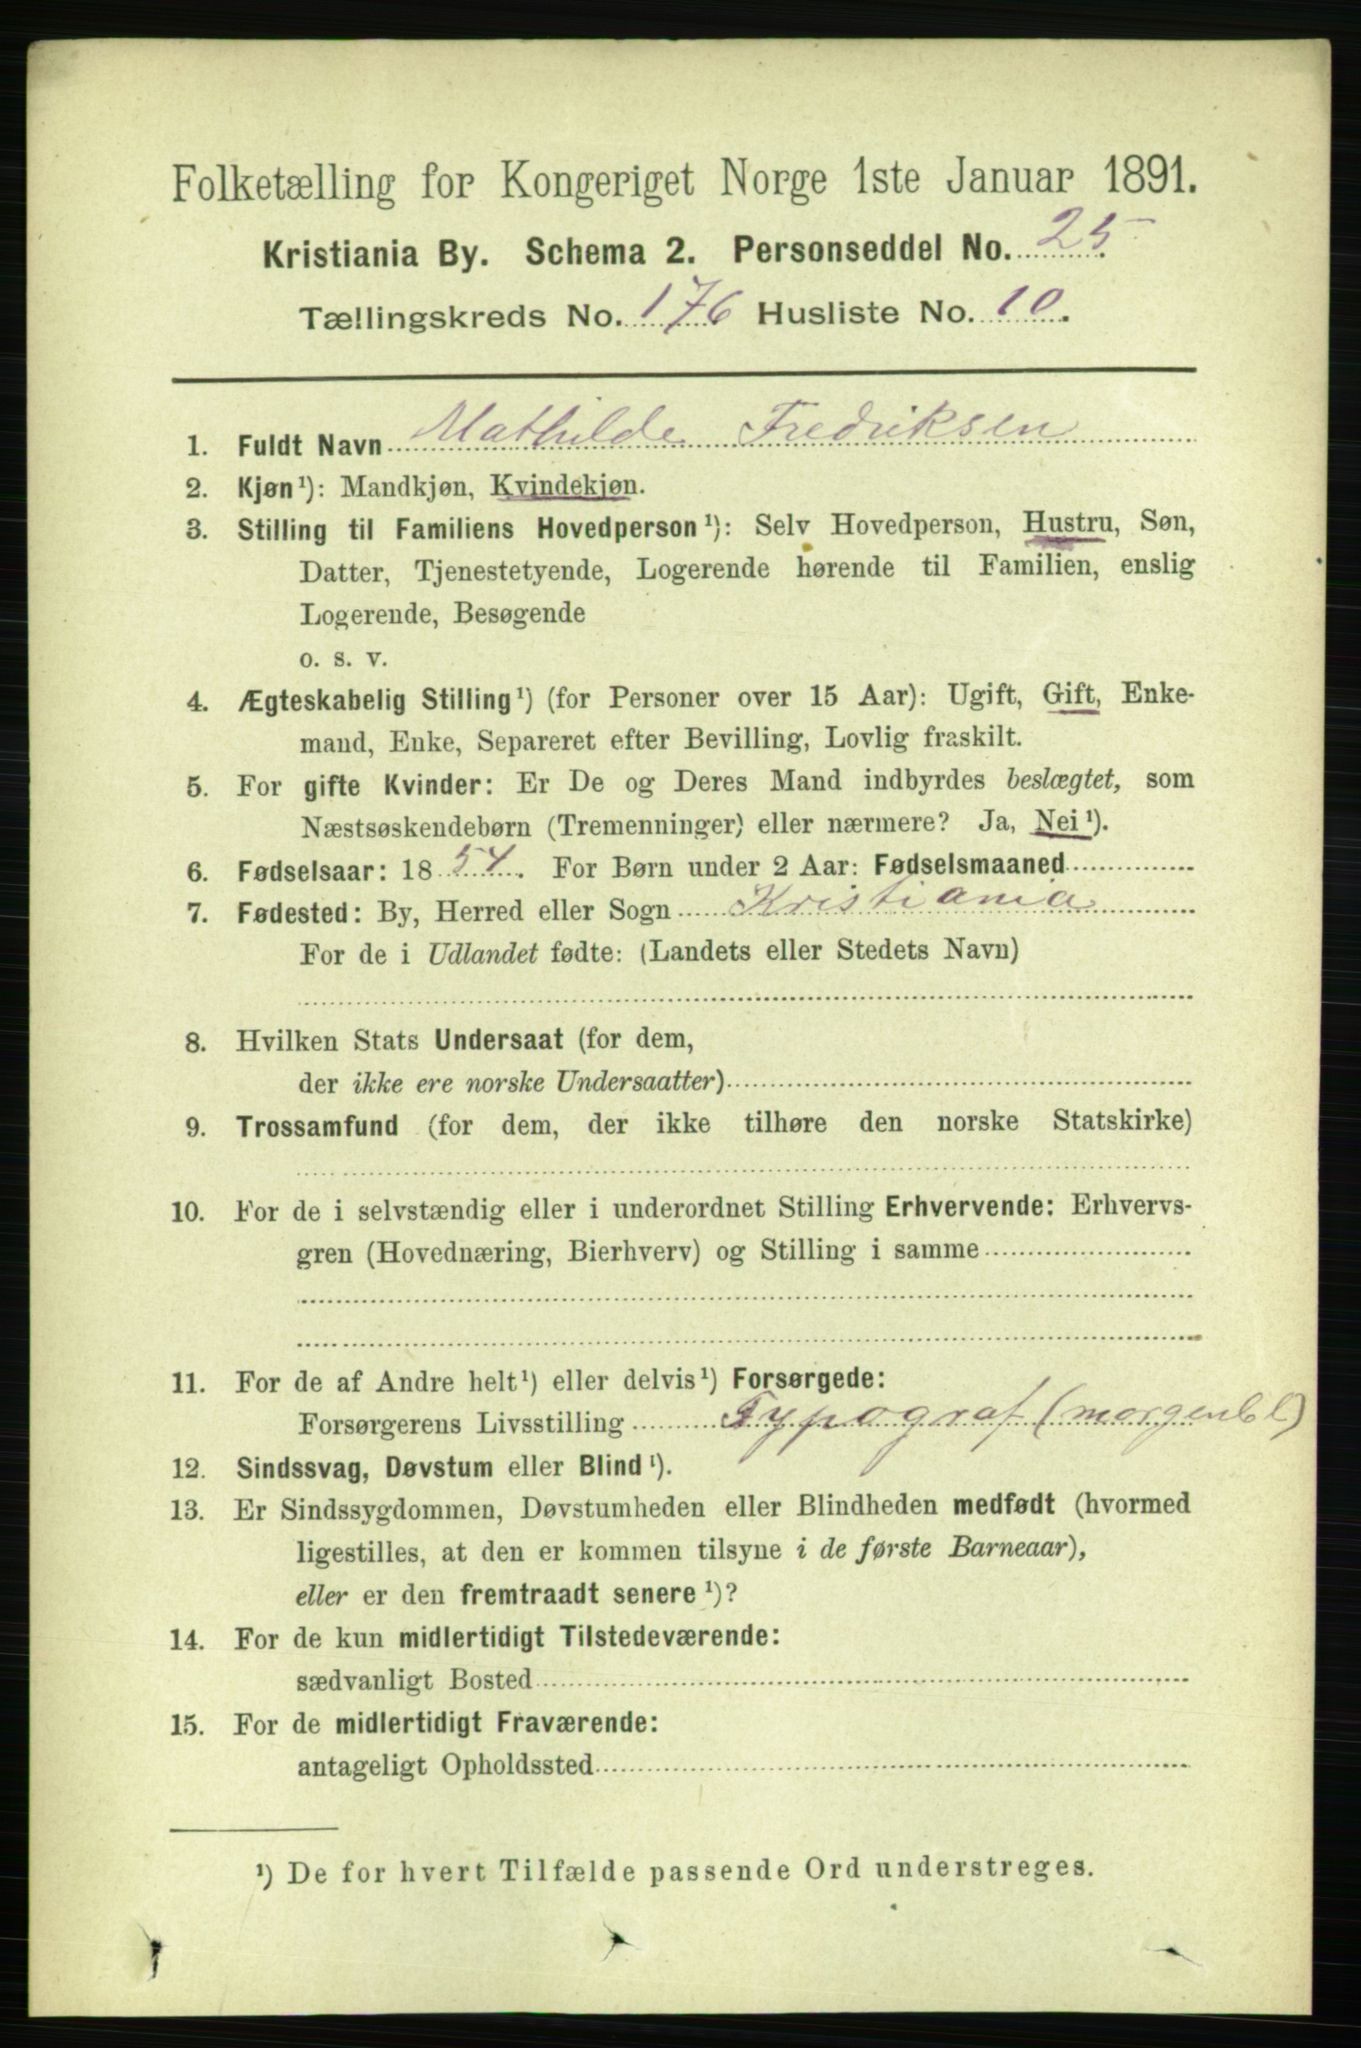 Folketælling for Kongeriget Norge 1ste Januar 1891.
Kristiania By. Schema 2. Personseddel No. 25
Tællingskreds No. 176 Husliste No. 10.
1. Fuldt Navn Mathilde Fredriksen
2. Kjøn¹): Mandkjøn, Kvindekjøn.
3. Stilling til Familiens Hovedperson¹): Selv Hovedperson, Hustru, Søn,
Datter, Tjenestetyende, Logerende hørende til Familien, enslig
Logerende, Besøgende
o. s. v.
4. Ægteskabelig Stilling¹) (for Personer over 15 Aar): Ugift, Gift, Enke-
mand, Enke, Separeret efter Bevilling, Lovlig fraskilt.
5. For gifte Kvinder: Er De og Deres Mand indbyrdes beslægtet, som
Næstsøskendebørn (Tremenninger) eller nærmere? Ja, Nei¹).
6. Fødselsaar: 1854. For Børn under 2 Aar: Fødselsmaaned
7. Fødested: By, Herred eller Sogn Kristiania
For de i Udlandet fødte: (Landets eller Stedets Navn)
8. Hvilken Stats Undersaat (for dem,
der ikke ere norske Undersaatter)
9. Trossamfund (for dem, der ikke tilhøre den norske Statskirke)
10. For de i selvstændig eller i underordnet Stilling Erhvervende: Erhvervs-
gren (Hovednæring, Bierhverv) og Stilling i samme
11. For de af Andre helt¹) eller delvis¹) Forsørgede:
Forsørgerens Livsstilling Typograf (morgenbl)
12. Sindssvag, Døvstum eller Blind¹).
13. Er Sindssygdommen, Døvstumheden eller Blindheden medfødt (hvormed
ligestilles, at den er kommen tilsyne i de første Barneaar),
eller er den fremtraadt senere¹)?
14. For de kun midlertidigt Tilstedeværende:
sædvanligt Bosted
15. For de midlertidigt Fraværende:
antageligt Opholdssted
¹) De for hvert Tilfælde passende Ord understreges.